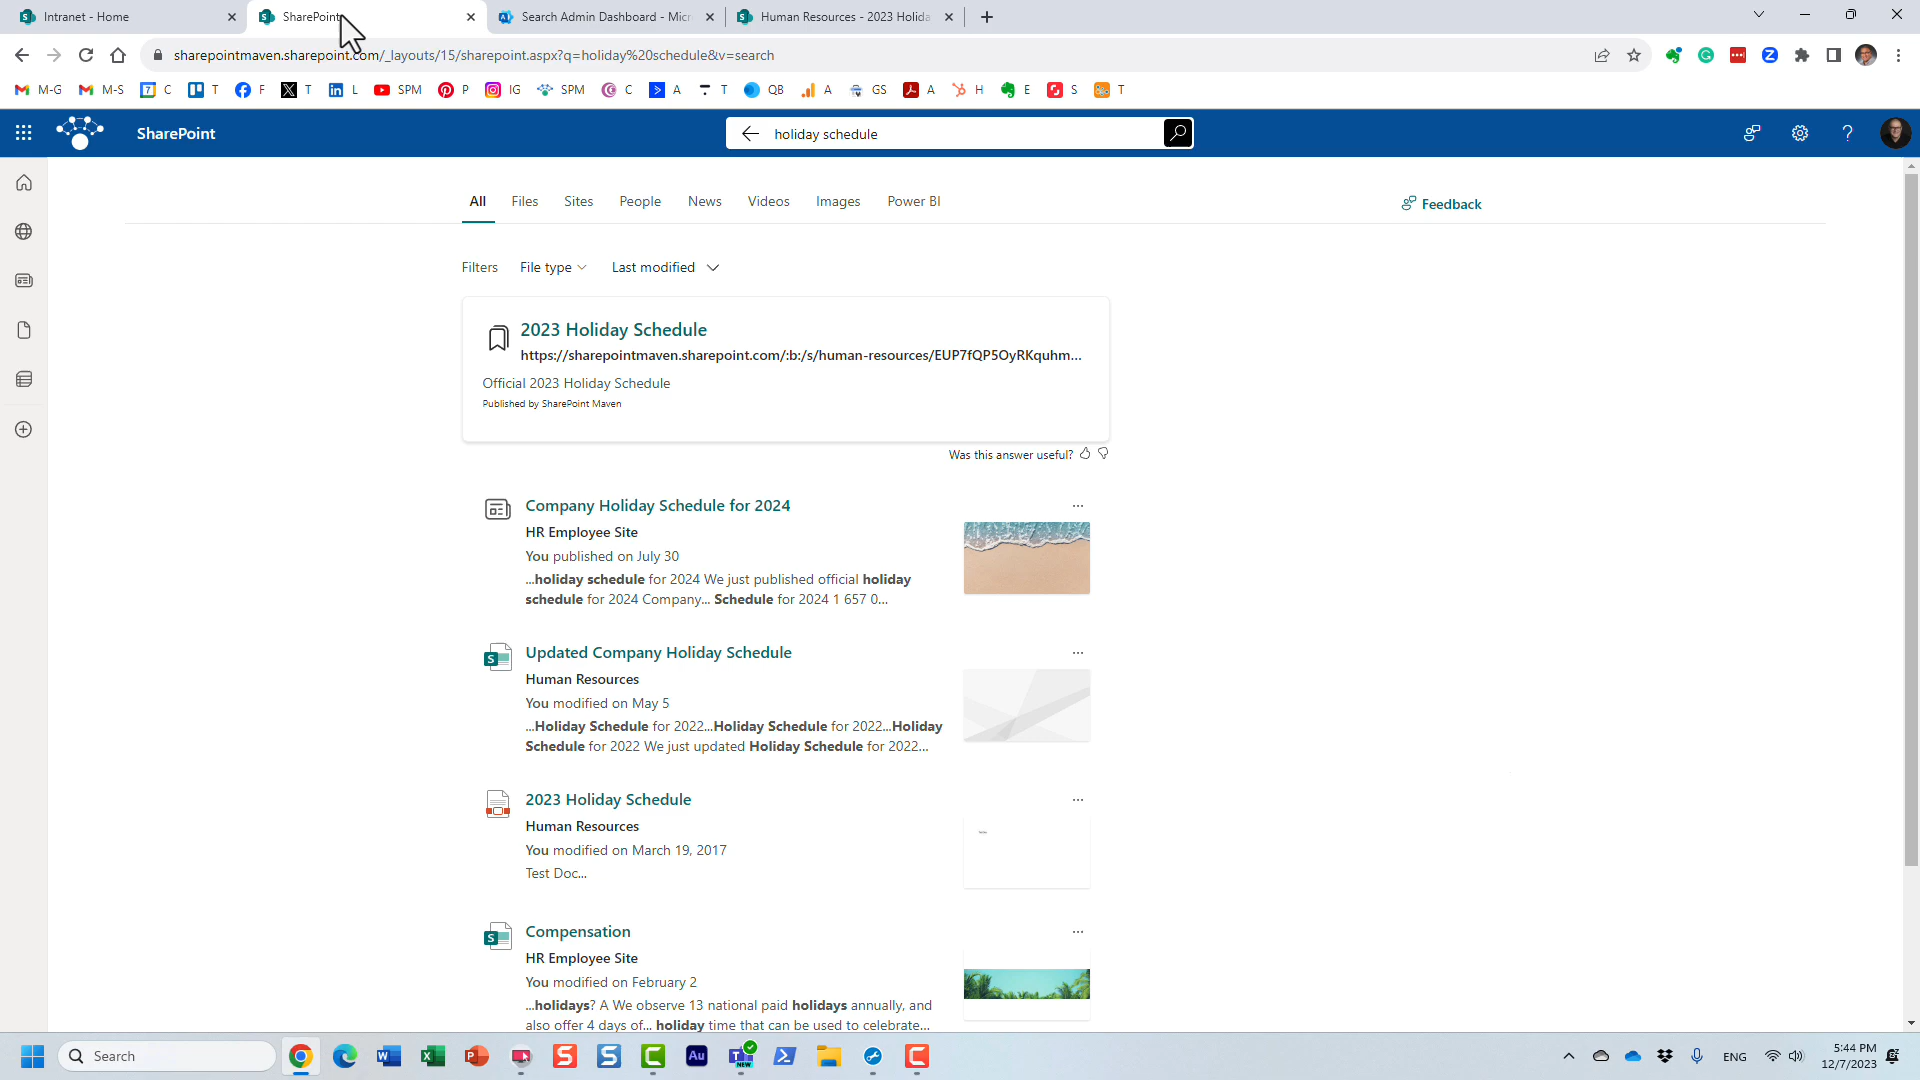 Intranet - Home
SharePoint
Search Admin Dashboard - Micr
Human Resources - 2023 Holida
sharepointmaven.sharepoint.com/_layouts/15/sharepoint.aspx?q=holiday%20schedule&v=search
M-G
M-S
7
C
T
F
T
L
SPM
P
IG
SPM
C
A
T
QB
A
GS
A
H
E
S
T
SharePoint
holiday schedule
All
Files
Sites
People
News
Videos
Images
Power BI
Feedback
Filters
File type
Last modified
2023 Holiday Schedule
https://sharepointmaven.sharepoint.com/:b:/s/human-resources/EUP7fQP5OyRKquhm...
Official 2023 Holiday Schedule
Published by SharePoint Maven
Was this answer useful?
Company Holiday Schedule for 2024
HR Employee Site
You published on July 30
...holiday schedule for 2024 We just published official holiday
schedule for 2024 Company... Schedule for 2024 1 657 0...
Updated Company Holiday Schedule
Human Resources
You modified on May 5
...Holiday Schedule for 2022...Holiday Schedule for 2022...Holiday
Schedule for 2022 We just updated Holiday Schedule for 2022...
2023 Holiday Schedule
Human Resources
You modified on March 19, 2017
Test Doc...
Compensation
HR Employee Site
You modified on February 2
...holidays? A We observe 13 national paid holidays annually, and
also offer 4 days of... holiday time that can be used to celebrate...
Search
Au
NEW
ENG
5:44 PM
12/7/2023